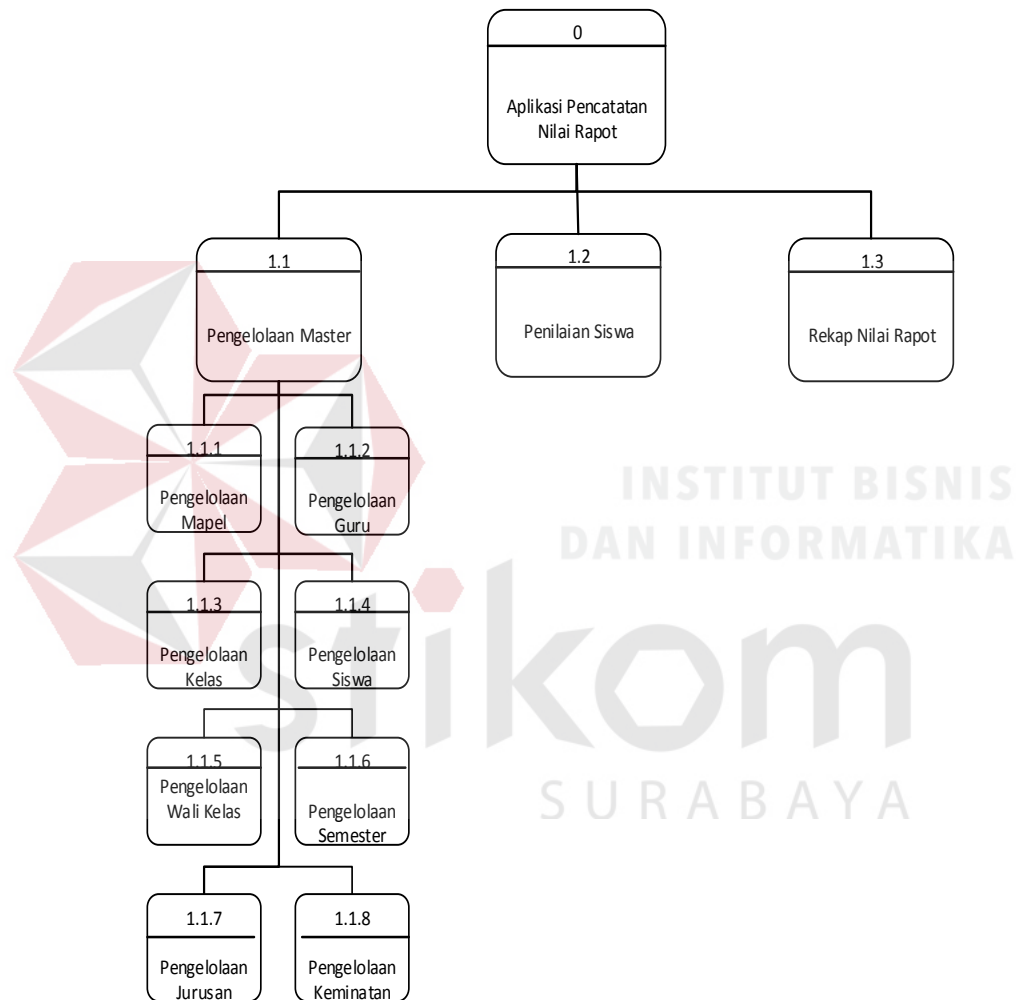 0
Aplikasi Pencatatan
Nilai Rapot
1.1
Pengelolaan Master
1.2
Penilaian Siswa
1.3
Rekap Nilai Rapot
1.1.1
Pengelolaan
Mapel
1.1.2
Pengelolaan
Guru
1.1.3
Pengelolaan
Kelas
1.1.4
Pengelolaan
Siswa
1.1.5
Pengelolaan
Wali Kelas
1.1.6
Pengelolaan
Semester
1.1.7
Pengelolaan
Jurusan
1.1.8
Pengelolaan
Keminatan
INSTITUT BISNIS
DAN INFORMATIKA
stikom
SURABAYA